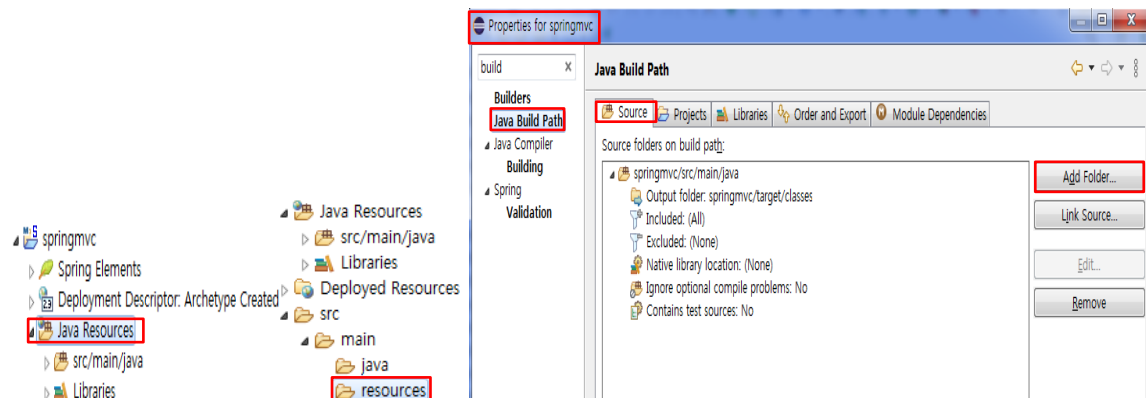 springmvc
Spring Elements
Deployment Descriptor: Archetype Created
Java Resources
src/main/java
Libraries
Java Resources
src/main/java
Libraries
Deployed Resources
src
main
java
resources
Properties for springmvc
build
Builders
Java Build Path
Java Compiler
Building
Spring
Validation
Java Build Path
Source Projects Libraries Order and Export Module Dependencies
Source folders on build path:
springmvc/src/main/java
Output folder: springmvc/target/classes
Included: (All)
Excluded: (None)
Native library location: (None)
Ignore optional compile problems: No
Contains test sources: No
Add Folder...
Link Source...
Edit...
Remove